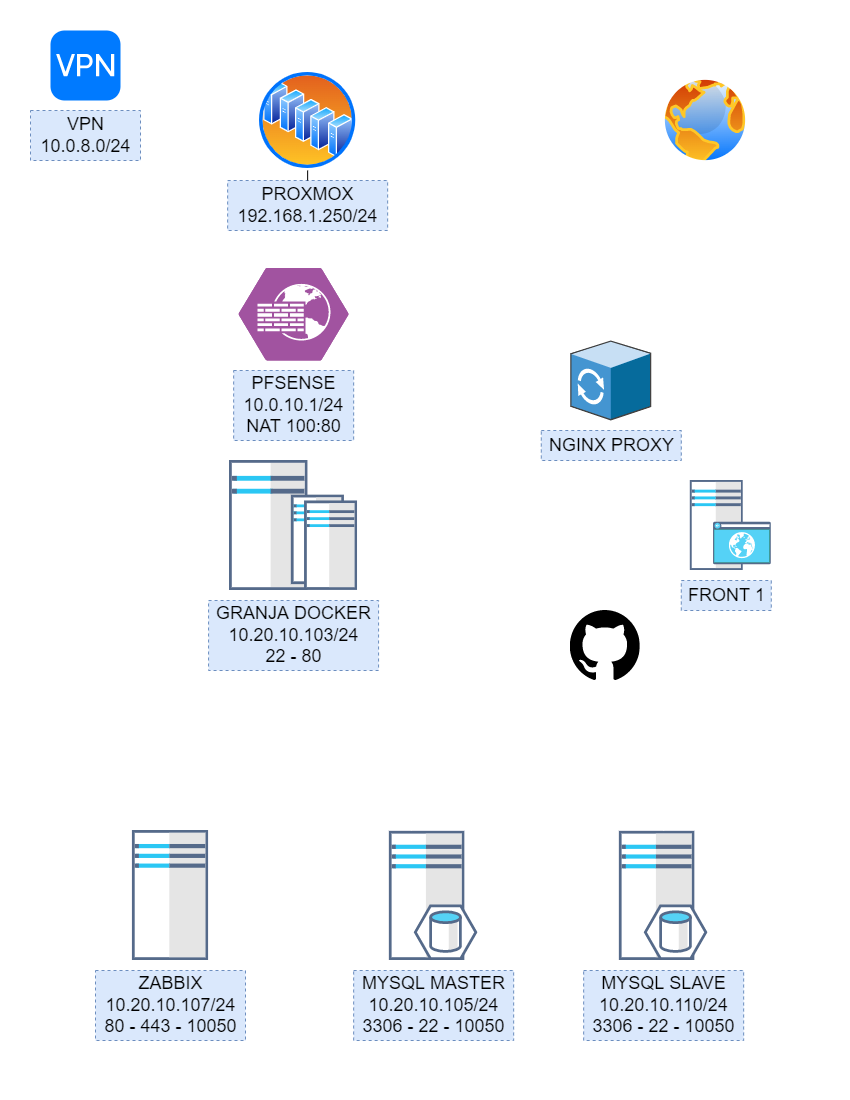 VPN
VPN
10.0.8.0/24
PROXMOX
192.168.1.250/24
PFSENSE
10.0.10.1/24
NAT 100:80
NGINX PROXY
FRONT 1
GRANJA DOCKER
10.20.10.103/24
22 - 80
ZABBIX
10.20.10.107/24
80 - 443 - 10050
MYSQL MASTER
10.20.10.105/24
3306 - 22 - 10050
MYSQL SLAVE
10.20.10.110/24
3306 - 22 - 10050